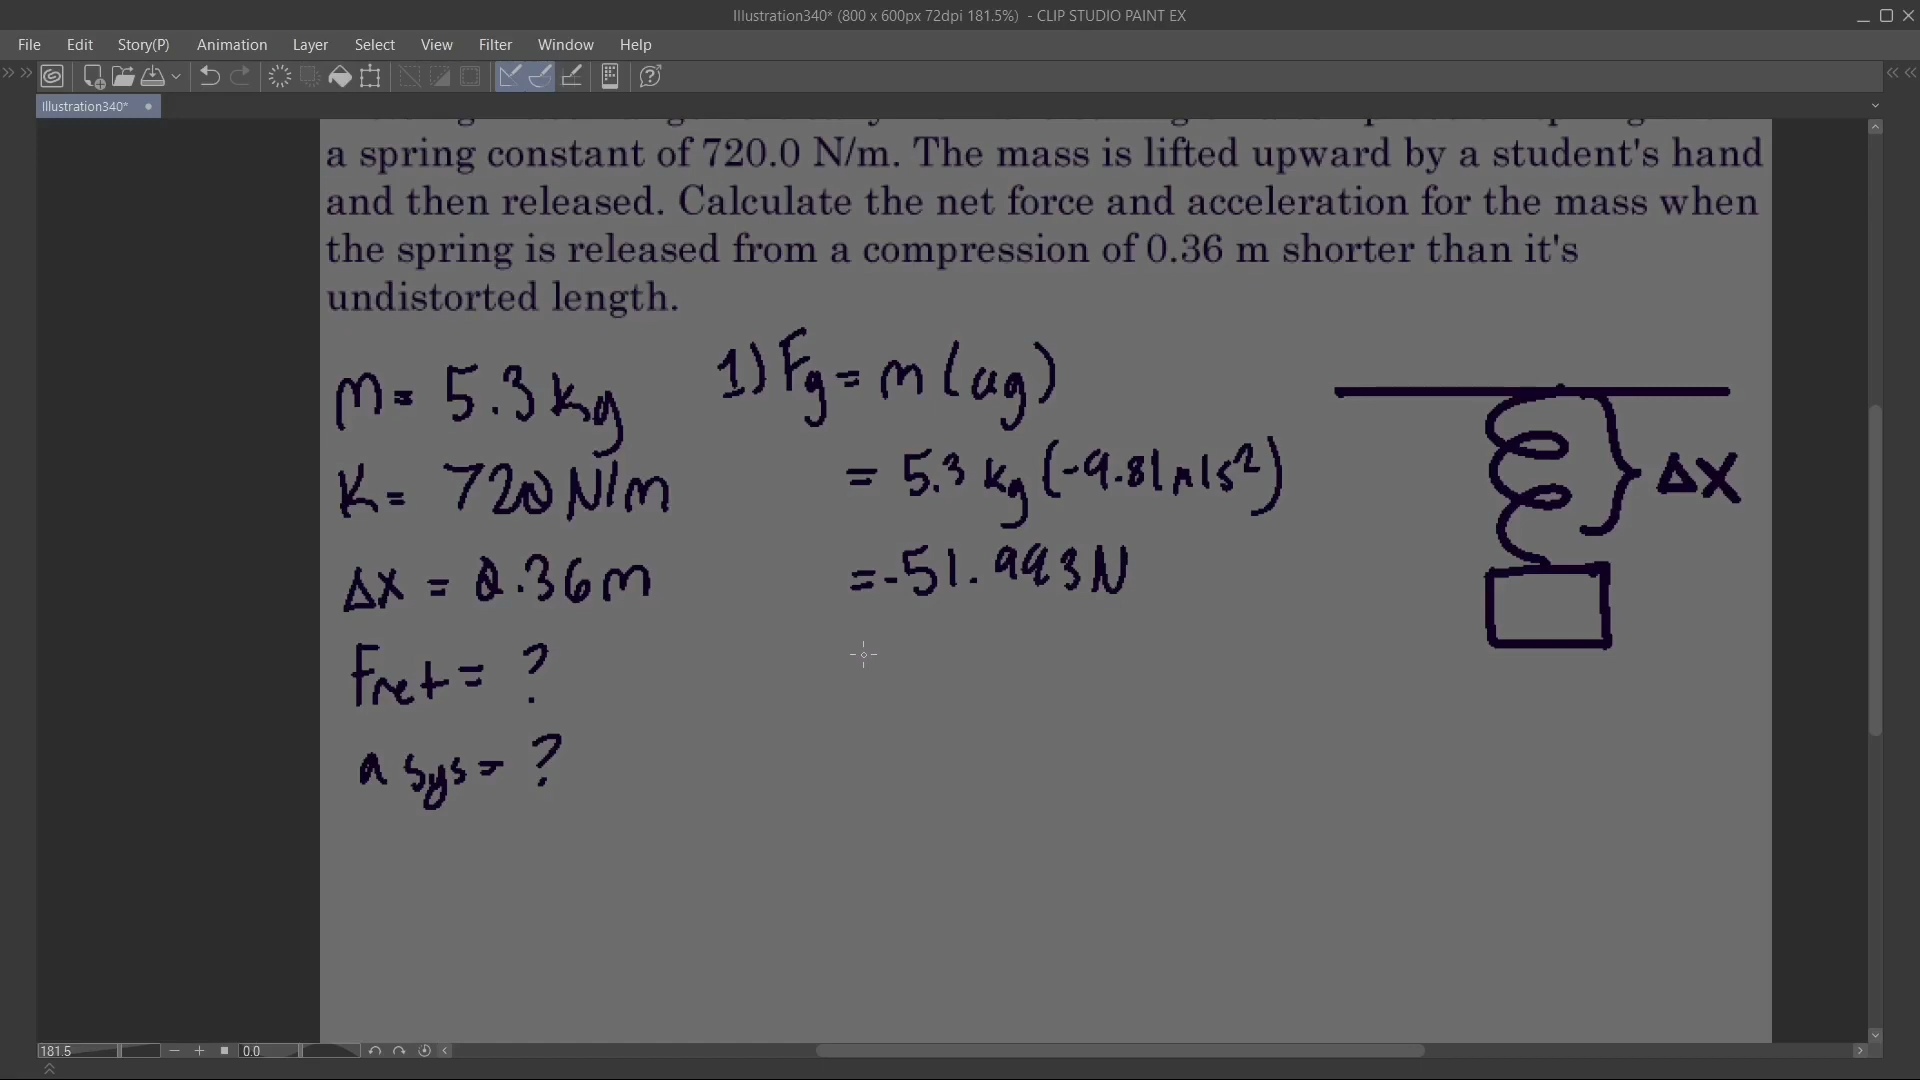 Illustration340* (800 x 600px 72dpi 181.5%) - CLIP STUDIO PAINT EX
File Edit Story(P) Animation Layer Select View Filter Window Help
Illustration340*
a spring constant of 720.0 N/m. The mass is lifted upward by a student's hand
and then released. Calculate the net force and acceleration for the mass when
the spring is released from a compression of 0.36 m shorter than it's
undistorted length.
m = 5.3 kg
K = 720 N/m
Δx = 0.36 m
Fnet = ?
a sys = ?
1) Fg = m(ag)
= 5.3 kg (-9.81 m/s²)
= -51.993 N
Δx
181.5
0.0